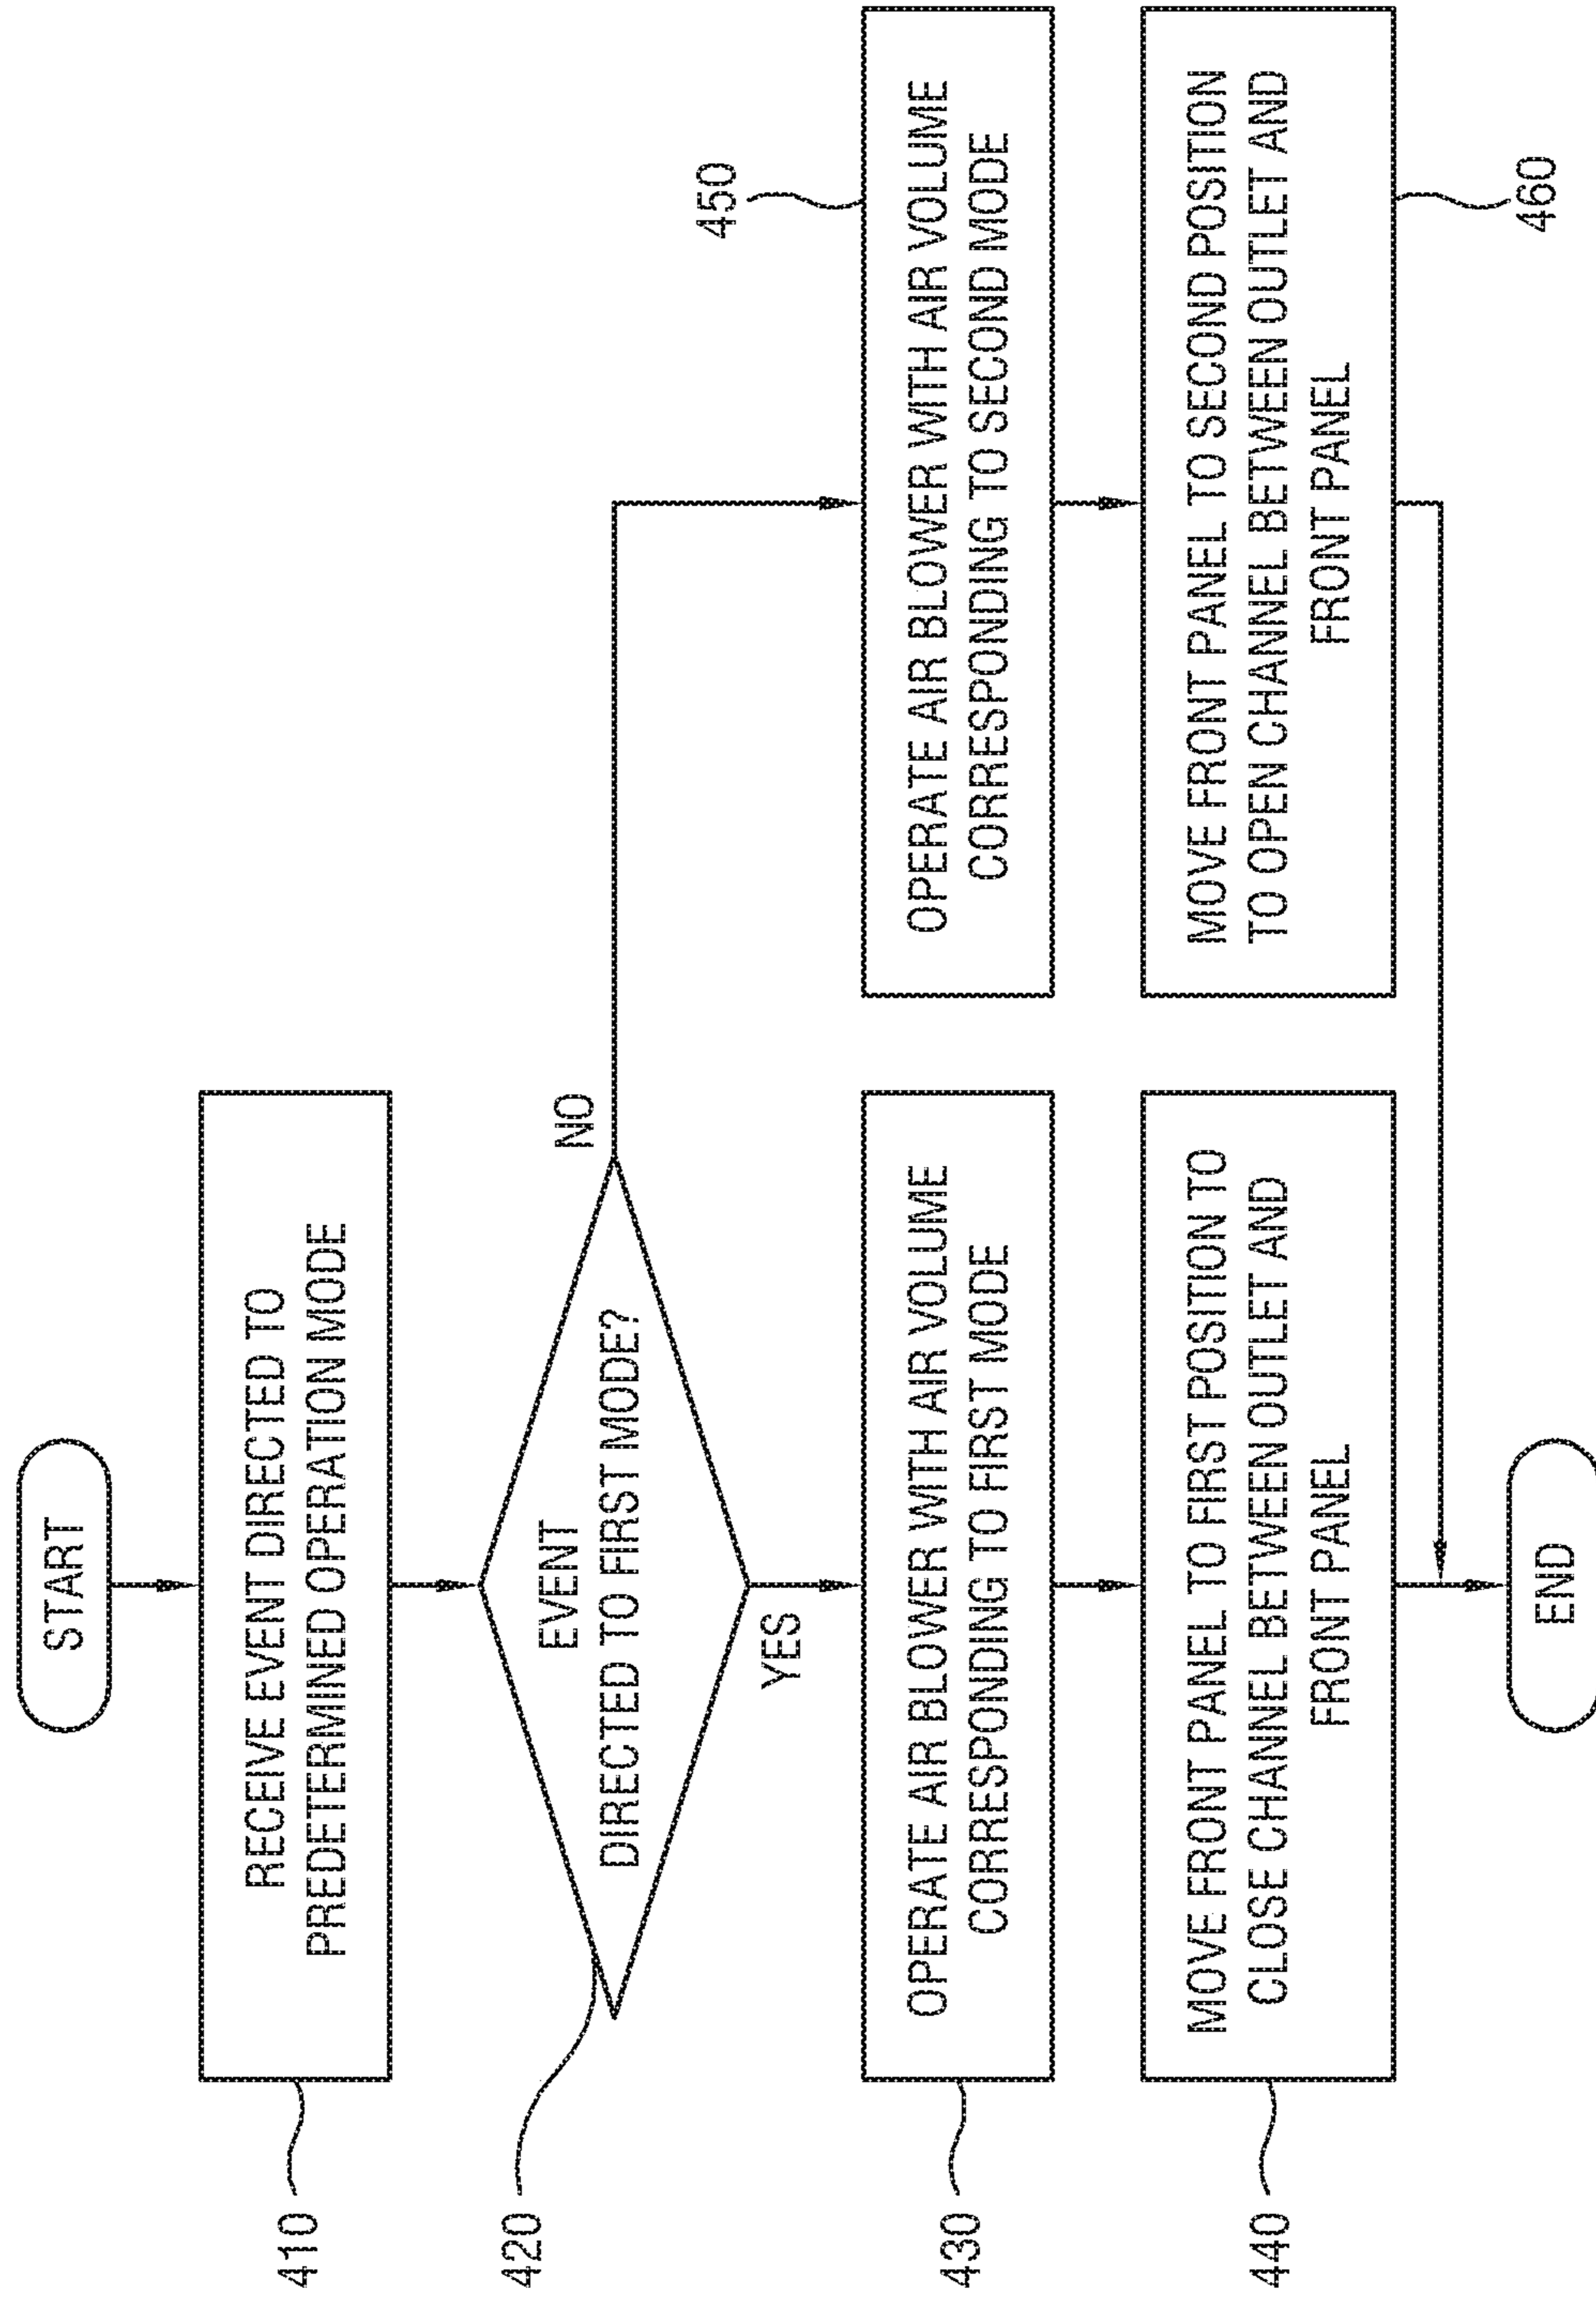 START
410
RECEIVE EVENT DIRECTED TO
PREDETERMINED OPERATION MODE
420
EVENT
DIRECTED TO FIRST MODE?
NO
YES
430
OPERATE AIR BLOWER WITH AIR VOLUME
CORRESPONDING TO FIRST MODE
440
MOVE FRONT PANEL TO FIRST POSITION TO
CLOSE CHANNEL BETWEEN OUTLET AND
FRONT PANEL
450
OPERATE AIR BLOWER WITH AIR VOLUME
CORRESPONDING TO SECOND MODE
MOVE FRONT PANEL TO SECOND POSITION
TO OPEN CHANNEL BETWEEN OUTLET AND
FRONT PANEL
460
END